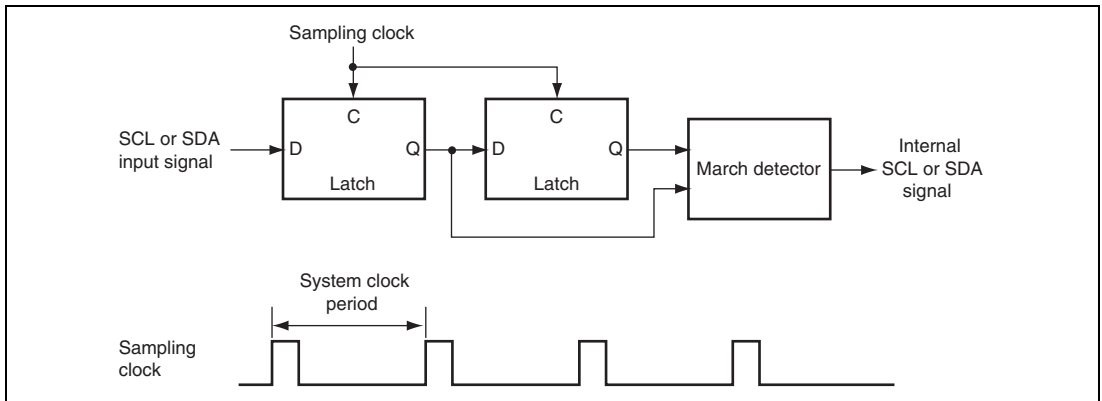 Sampling clock
SCL or SDA
input signal
D
C
Q
Latch
D
C
Q
Latch
March detector
Internal
SCL or SDA
signal
System clock
period
Sampling
clock